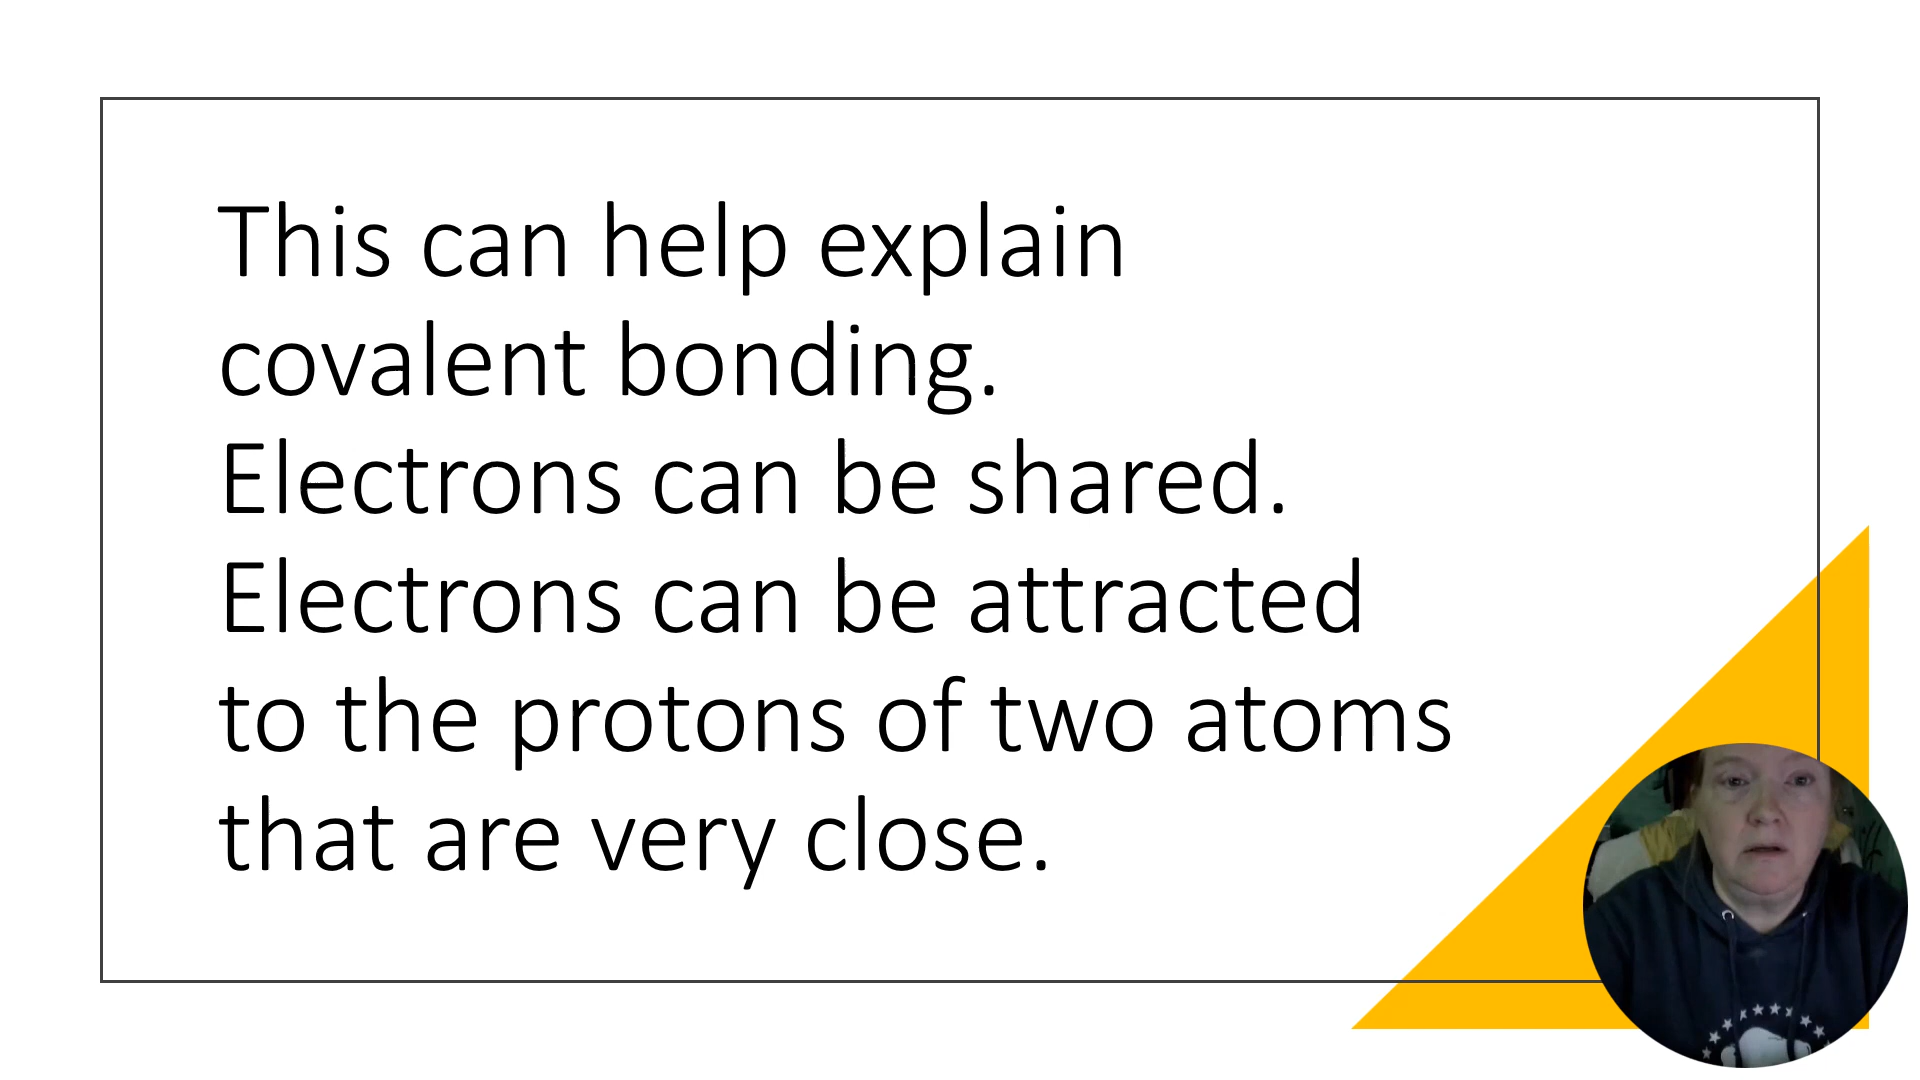 This can help explain
covalent bonding.
Electrons can be shared.
Electrons can be attracted
to the protons of two atoms
that are very close.